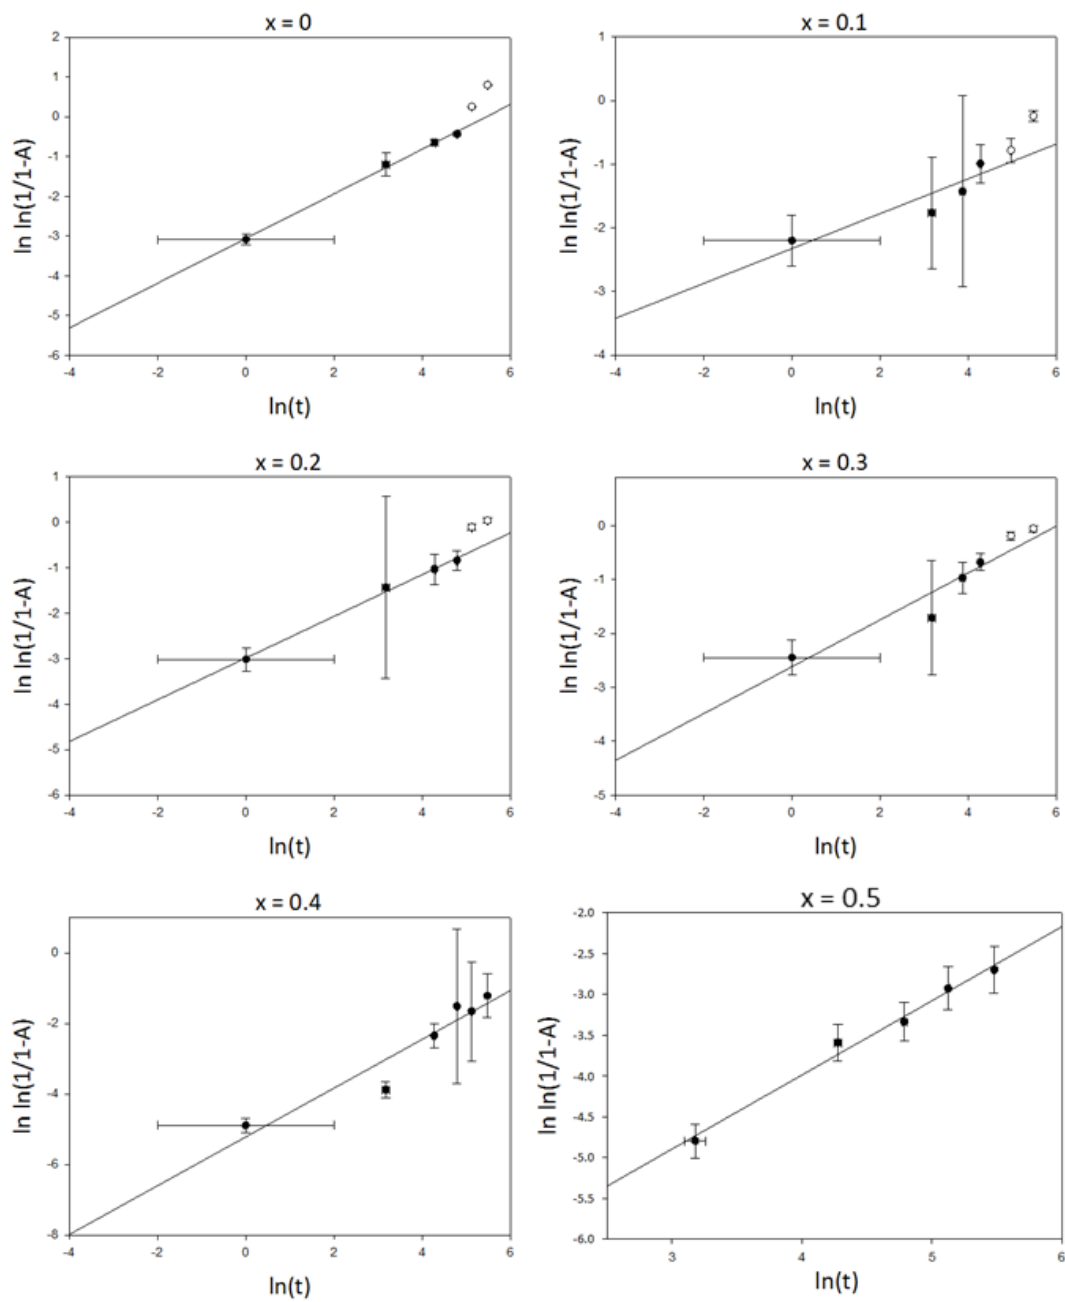 x = 0
2
1
0
-1
-2
-3
-4
-5
-6
-4 -2 0 2 4 6
ln ln(1/1-A)
ln(t)
x = 0.1
1
0
-1
-2
-3
-4
-4 -2 0 2 4 6
ln ln(1/1-A)
ln(t)
x = 0.2
1
0
-1
-2
-3
-4
-5
-6
-4 -2 0 2 4 6
ln ln(1/1-A)
ln(t)
x = 0.3
0
-1
-2
-3
-4
-5
-4 -2 0 2 4 6
ln ln(1/1-A)
ln(t)
x = 0.4
0
-2
-4
-6
-8
-4 -2 0 2 4 6
ln ln(1/1-A)
ln(t)
x = 0.5
-2.0
-2.5
-3.0
-3.5
-4.0
-4.5
-5.0
-5.5
-6.0
3 4 5 6
ln ln(1/1-A)
ln(t)